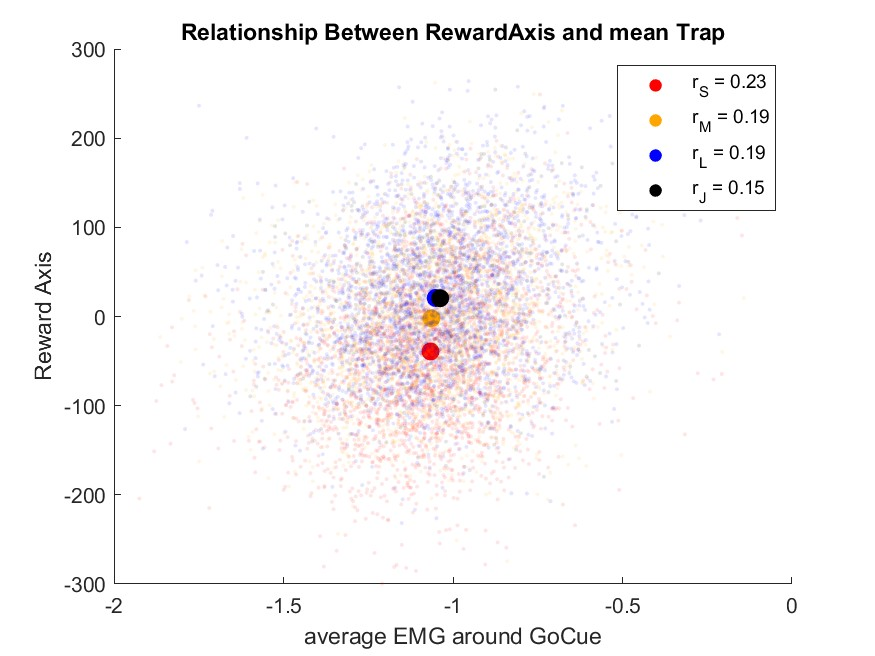 Relationship Between RewardAxis and mean Trap
300
200
100
0
-100
-200
-300
Reward Axis
-2
-1.5
-1
-0.5
0
average EMG around GoCue
r_S = 0.23
r_M = 0.19
r_L = 0.19
r_J = 0.15